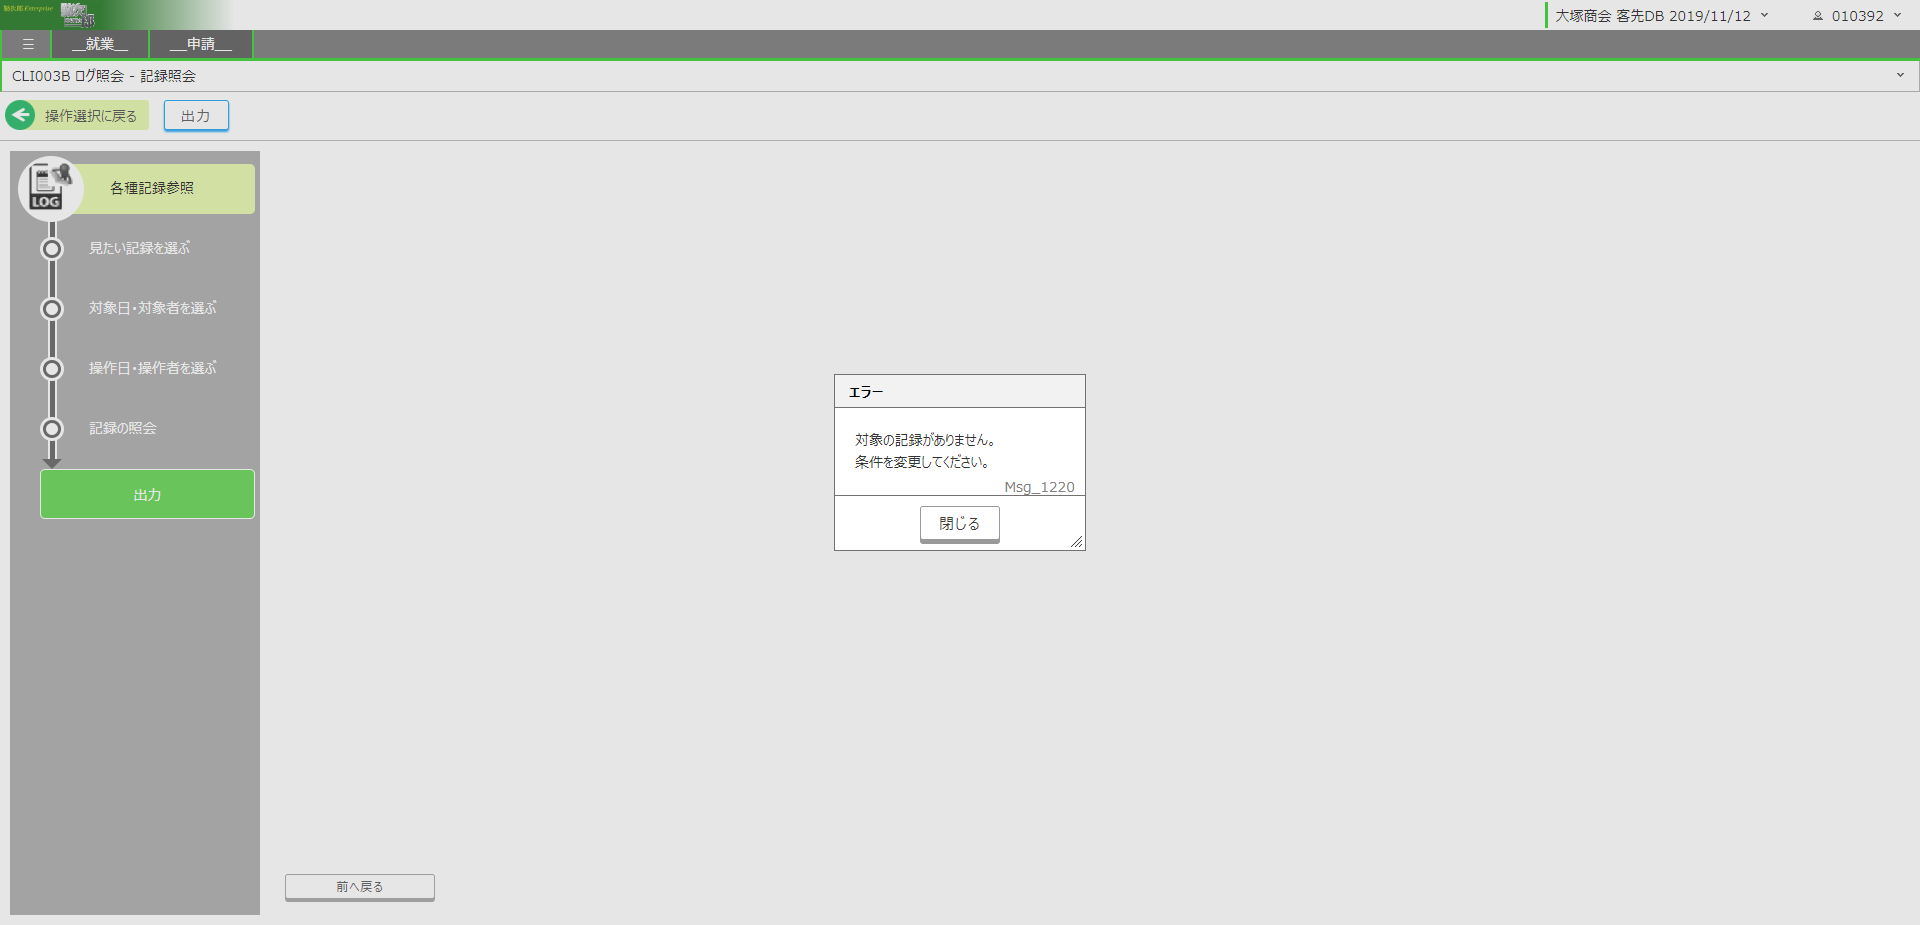 勤次郎 Enterprise
大塚商会 客先DB 2019/11/12
010392
☰
__就業__
__申請__
CLI003B ログ照会 - 記録照会
操作選択に戻る
出力
LOG
各種記録参照
見たい記録を選ぶ
対象日・対象者を選ぶ
操作日・操作者を選ぶ
記録の照会
出力
エラー
対象の記録がありません。
条件を変更してください。
Msg_1220
閉じる
前へ戻る